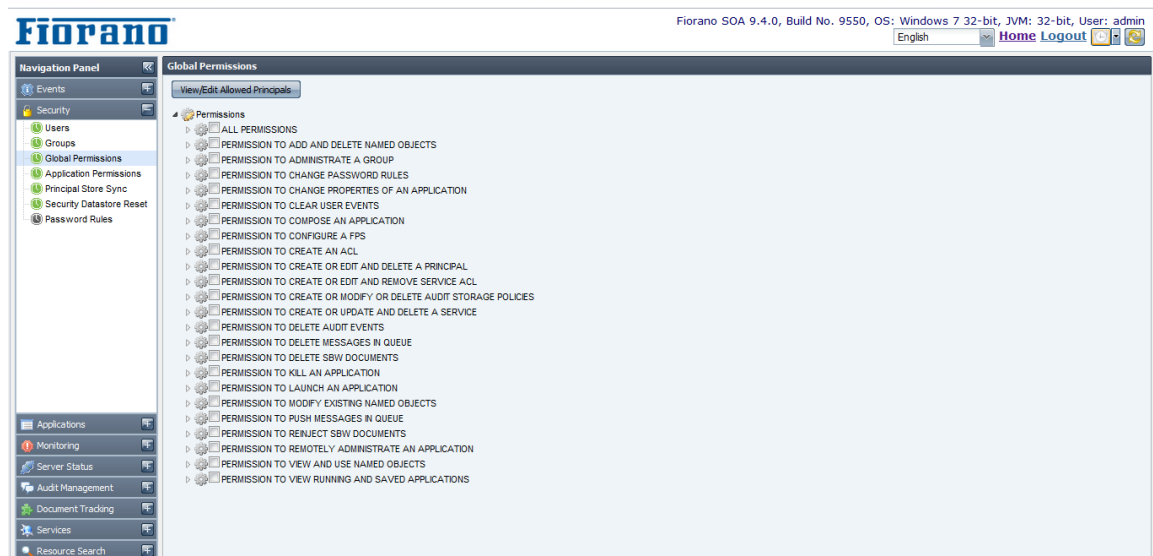 Fiorano
Fiorano SOA 9.4.0, Build No. 9550, OS: Windows 7 32-bit, JVM: 32-bit, User: admin
English Home Logout
Navigation Panel
Global Permissions
Events
View/Edit Allowed Principals
Security
Permissions
Users
ALL PERMISSIONS
Groups
PERMISSION TO ADD AND DELETE NAMED OBJECTS
Global Permissions
PERMISSION TO ADMINISTRATE A GROUP
Application Permissions
PERMISSION TO CHANGE PASSWORD RULES
Principal Store Sync
PERMISSION TO CHANGE PROPERTIES OF AN APPLICATION
Security Datastore Reset
PERMISSION TO CLEAR USER EVENTS
Password Rules
PERMISSION TO COMPOSE AN APPLICATION
PERMISSION TO CONFIGURE A FPS
PERMISSION TO CREATE AN ACL
PERMISSION TO CREATE OR EDIT AND DELETE A PRINCIPAL
PERMISSION TO CREATE OR EDIT AND REMOVE SERVICE ACL
PERMISSION TO CREATE OR MODIFY OR DELETE AUDIT STORAGE POLICIES
PERMISSION TO CREATE OR UPDATE AND DELETE A SERVICE
PERMISSION TO DELETE AUDIT EVENTS
PERMISSION TO DELETE MESSAGES IN QUEUE
PERMISSION TO DELETE SBW DOCUMENTS
PERMISSION TO KILL AN APPLICATION
PERMISSION TO LAUNCH AN APPLICATION
PERMISSION TO MODIFY EXISTING NAMED OBJECTS
PERMISSION TO PUSH MESSAGES IN QUEUE
PERMISSION TO REINJECT SBW DOCUMENTS
PERMISSION TO REMOTELY ADMINISTRATE AN APPLICATION
PERMISSION TO VIEW AND USE NAMED OBJECTS
PERMISSION TO VIEW RUNNING AND SAVED APPLICATIONS
Applications
Monitoring
Server Status
Audit Management
Document Tracking
Services
Resource Search